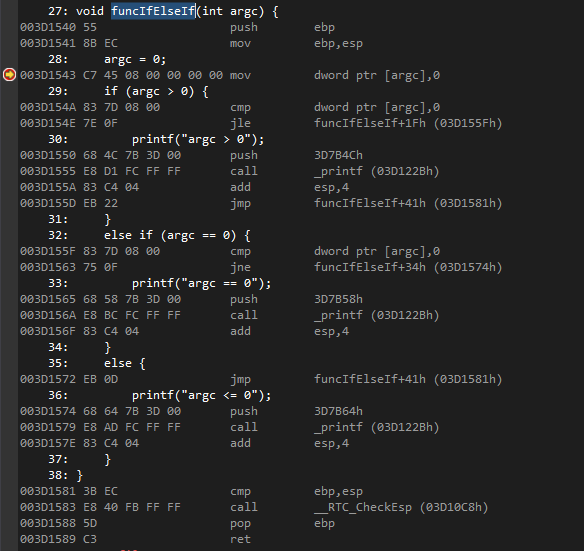 27: void funcIfElseIf(int argc) {
003D1540 55 push ebp
003D1541 8B EC mov ebp,esp
28: argc = 0;
003D1543 C7 45 08 00 00 00 00 mov dword ptr [argc],0
29: if (argc > 0) {
003D154A 83 7D 08 00 cmp dword ptr [argc],0
003D154E 7E 0F jle funcIfElseIf+1Fh (03D155Fh)
30: printf("argc > 0");
003D1550 68 4C 7B 3D 00 push 3D7B4Ch
003D1555 E8 D1 FC FF FF call _printf (03D122Bh)
003D155A 83 C4 04 add esp,4
003D155D EB 22 jmp funcIfElseIf+41h (03D1581h)
31: }
32: else if (argc == 0) {
003D155F 83 7D 08 00 cmp dword ptr [argc],0
003D1563 75 0F jne funcIfElseIf+34h (03D1574h)
33: printf("argc == 0");
003D1565 68 58 7B 3D 00 push 3D7B58h
003D156A E8 BC FC FF FF call _printf (03D122Bh)
003D156F 83 C4 04 add esp,4
34: }
35: else {
003D1572 EB 0D jmp funcIfElseIf+41h (03D1581h)
36: printf("argc <= 0");
003D1574 68 64 7B 3D 00 push 3D7B64h
003D1579 E8 AD FC FF FF call _printf (03D122Bh)
003D157E 83 C4 04 add esp,4
37: }
38: }
003D1581 3B EC cmp ebp,esp
003D1583 E8 40 FB FF FF call __RTC_CheckEsp (03D10C8h)
003D1588 5D pop ebp
003D1589 C3 ret